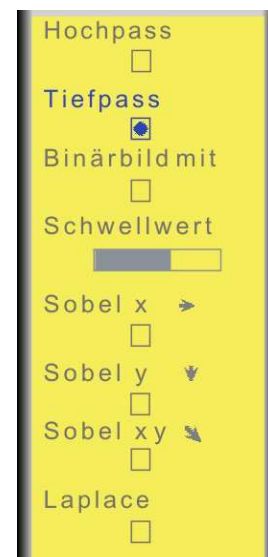 Hochpass
Tiefpass
Binärbild mit
Schwellwert
Sobel x
Sobel y
Sobel xy
Laplace